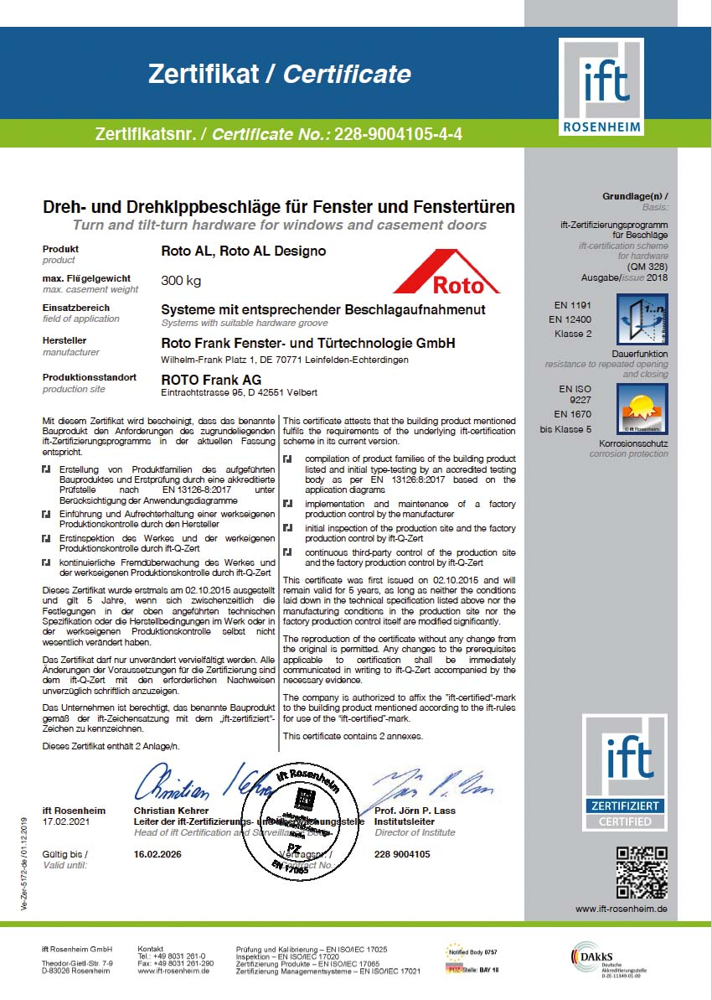 Zertifikat / Certificate
ift
ROSENHEIM
Zertifikatsnr. / Certificate No.: 228-9004105-4-4
Dreh- und Drehkippbeschläge für Fenster und Fenstertüren
Turn and tilt-turn hardware for windows and casement doors
Produkt
product
Roto AL, Roto AL Designo
max. Flügelgewicht
max. casement weight
300 kg
Roto
Einsatzbereich
field of application
Systeme mit entsprechender Beschlagaufnahmenut
Systems with suitable hardware groove
Hersteller
manufacturer
Roto Frank Fenster- und Türtechnologie GmbH
Wilhelm-Frank Platz 1, DE 70771 Leinfelden-Echterdingen
Produktionsstandort
production site
ROTO Frank AG
Eintrachtstrasse 95, D 42551 Velbert
Mit diesem Zertifikat wird bescheinigt, dass das benannte
Bauprodukt den Anforderungen des zugrundeliegenden
ift-Zertifizierungsprogramms in der aktuellen Fassung
entspricht.
Erstellung von Produktfamilien des aufgeführten
Bauproduktes und Erstprüfung durch eine akkreditierte
Prüfstelle nach EN 13126-8:2017 unter
Berücksichtigung der Anwendungsdiagramme
Einführung und Aufrechterhaltung einer werkseigenen
Produktionskontrolle durch den Hersteller
Erstinspektion des Werkes und der werkeigenen
Produktionskontrolle durch ift-Q-Zert
kontinuierliche Fremdüberwachung des Werkes und
der werkseigenen Produktionskontrolle durch ift-Q-Zert
Dieses Zertifikat wurde erstmals am 02.10.2015 ausgestellt
und gilt 5 Jahre, wenn sich zwischenzeitlich die
Festlegungen in der oben angeführten technischen
Spezifikation oder die Herstellbedingungen im Werk oder in
der werkseigenen Produktionskontrolle selbst nicht
wesentlich verändert haben.
Das Zertifikat darf nur unverändert vervielfältigt werden. Alle
Änderungen der Voraussetzungen für die Zertifizierung sind
dem ift-Q-Zert mit den erforderlichen Nachweisen
unverzüglich schriftlich anzuzeigen.
Das Unternehmen ist berechtigt, das benannte Bauprodukt
gemäß der ift-Zeichensatzung mit dem „ift-zertifiziert“-
Zeichen zu kennzeichnen.
Dieses Zertifikat enthält 2 Anlage/n.
This certificate attests that the building product mentioned
fulfils the requirements of the underlying ift-certification
scheme in its current version.
compilation of product families of the building product
listed and initial type-testing by an accredited testing
body as per EN 13126-8:2017 based on the
application diagrams
implementation and maintenance of a factory
production control by the manufacturer
initial inspection of the production site and the factory
production control by ift-Q-Zert
continuous third-party control of the production site
and the factory production control by ift-Q-Zert
This certificate was first issued on 02.10.2015 and will
remain valid for 5 years, as long as neither the conditions
laid down in the technical specification listed above nor the
manufacturing conditions in the production site nor the
factory production control itself are modified significantly.
The reproduction of the certificate without any change from
the original is permitted. Any changes to the prerequisites
applicable to certification shall be immediately
communicated in writing to ift-Q-Zert accompanied by the
necessary evidence.
The company is authorized to affix the "ift-certified"-mark
to the building product mentioned according to the ift-rules
for use of the "ift-certified"-mark.
This certificate contains 2 annexes.
Grundlage(n) /
Basis:
ift-Zertifizierungsprogramm
für Beschläge
ift-certification scheme
for hardware
(QM 328)
Ausgabe/issue 2018
EN 1191
EN 12400
Klasse 2
1..n
© ift Rosenheim
Dauerfunktion
resistance to repeated opening
and closing
EN ISO
9227
EN 1670
bis Klasse 5
© ift Rosenheim
Korrosionsschutz
corrosion protection
ift
ZERTIFIZIERT
CERTIFIED
www.ift-rosenheim.de
Christian Kehrer
ift Rosenheim
PZ
EN 17065
ift Rosenheim
17.02.2021
Christian Kehrer
Leiter der ift-Zertifizierungs- und Überwachungsstelle
Head of ift Certification and Surveillance Body
Prof. Jörn P. Lass
Institutsleiter
Director of Institute
Gültig bis /
Valid until:
16.02.2026
Vertragsnr. /
Contract No.:
228 9004105
Ve-Zer-5172-de / 01.12.2019
ift Rosenheim GmbH
Theodor-Gietl-Str. 7-9
D-83026 Rosenheim
Kontakt
Tel.: +49 8031 261-0
Fax: +49 8031 261-290
www.ift-rosenheim.de
Prüfung und Kalibrierung – EN ISO/IEC 17025
Inspektion – EN ISO/IEC 17020
Zertifizierung Produkte – EN ISO/IEC 17065
Zertifizierung Managementsysteme – EN ISO/IEC 17021
Notified Body 0757
PÜZ-Stelle: BAY 18
DAkkS
Deutsche
Akkreditierungsstelle
D-ZE-11349-01-00